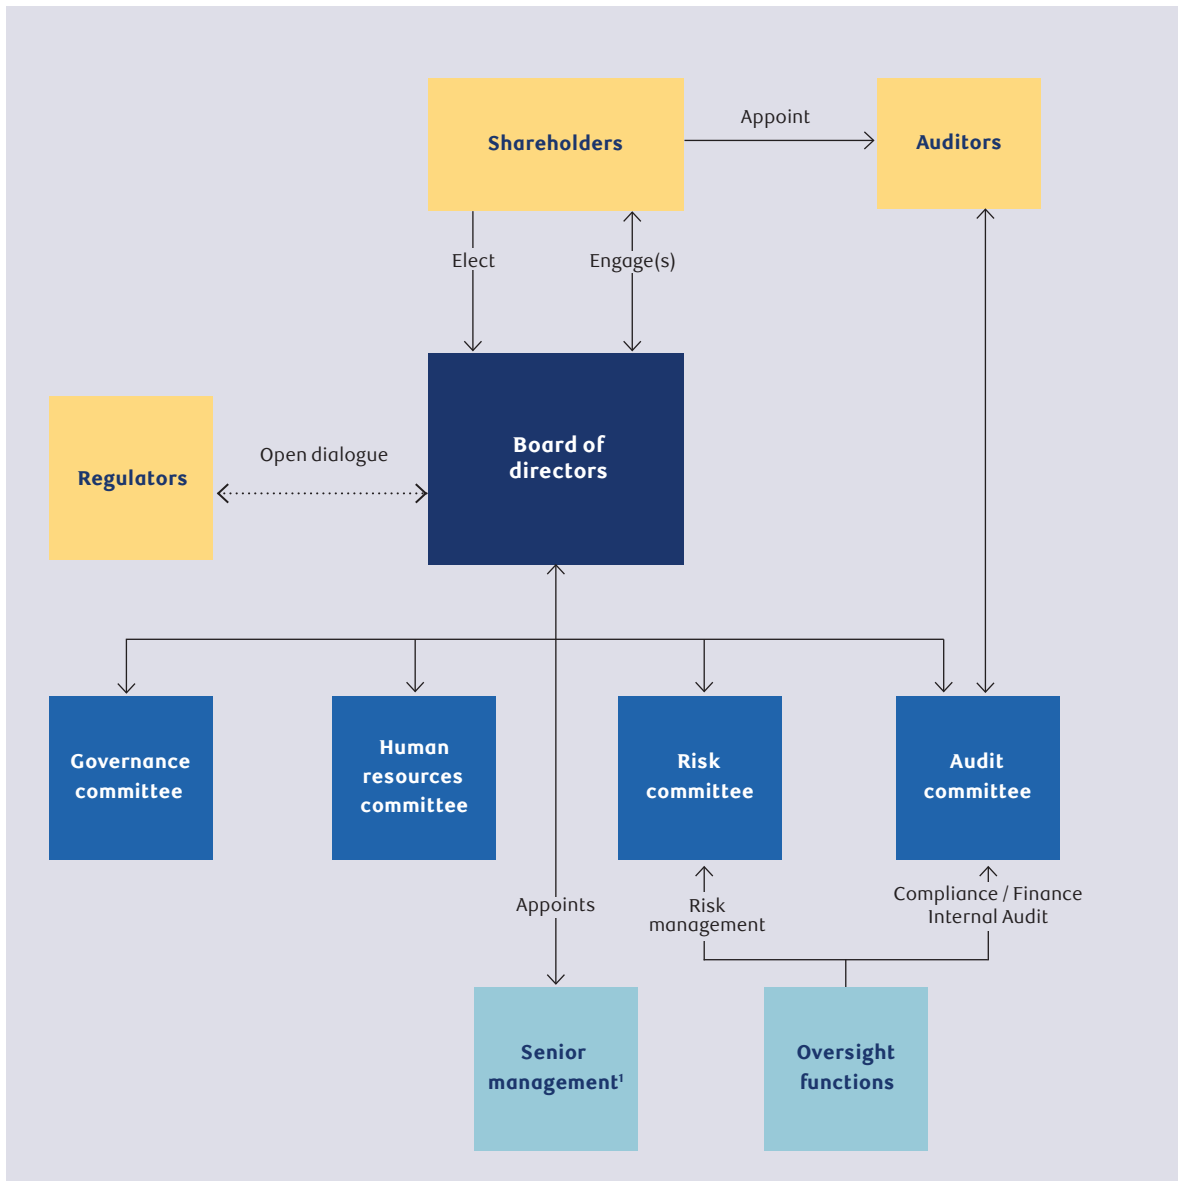 Appoint
Shareholders
Auditors
Elect
Engage(s)
Board of
directors
Open dialogue
Regulators
Governance
committee
Human
resources
committee
Risk
committee
Audit
committee
Appoints
Risk
management
Compliance / Finance
Internal Audit
Senior
management¹
Oversight
functions